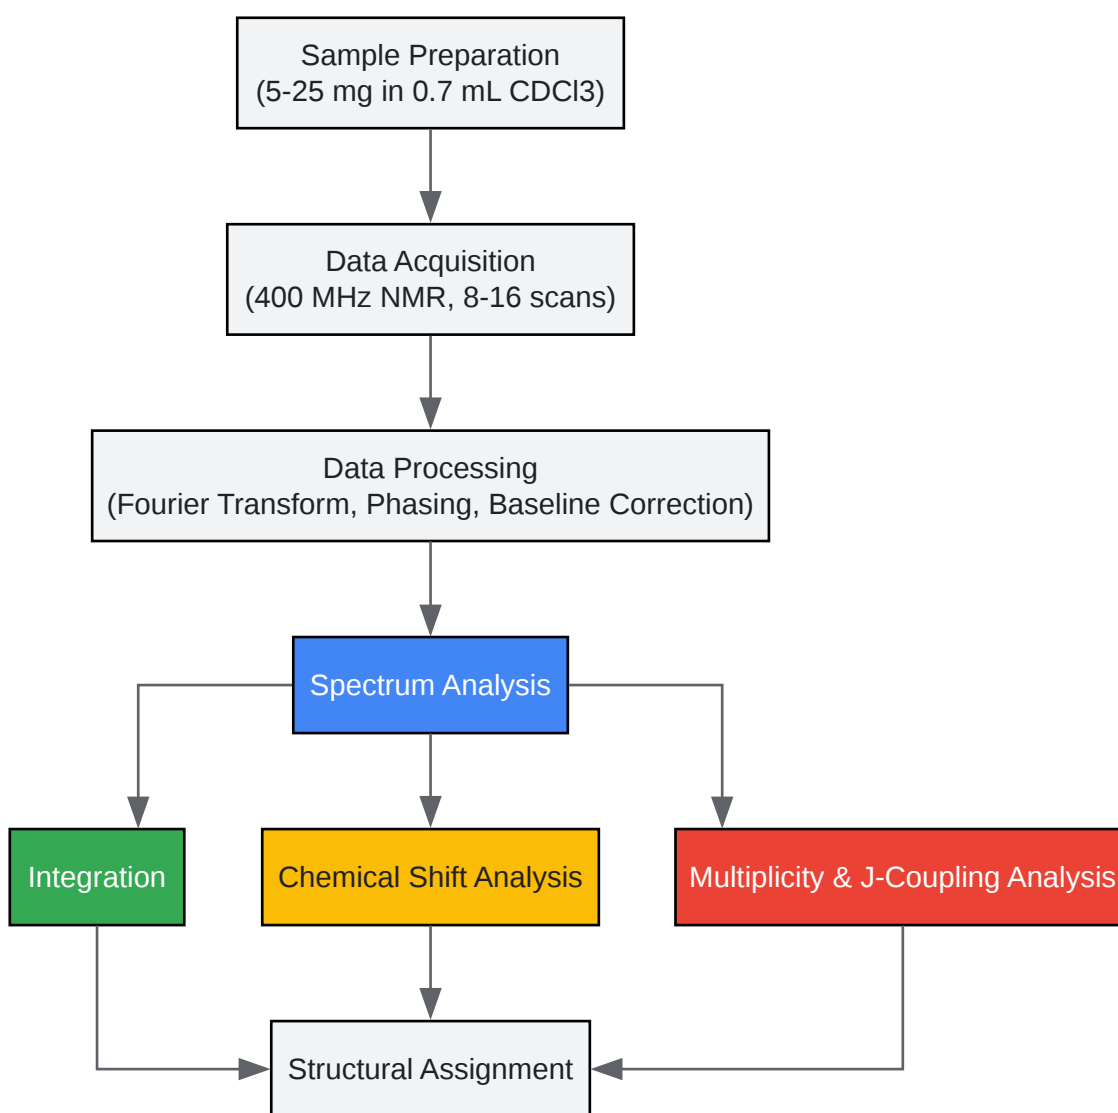 Sample Preparation
(5-25 mg in 0.7 mL CDCl3)
Data Acquisition
(400 MHz NMR, 8-16 scans)
Data Processing
(Fourier Transform, Phasing, Baseline Correction)
Spectrum Analysis
Integration
Chemical Shift Analysis
Multiplicity & J-Coupling Analysis
Structural Assignment